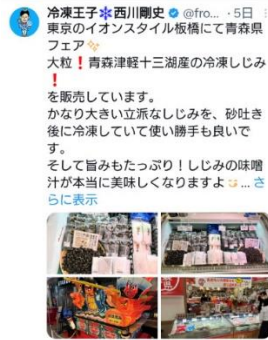 冷凍王子❄️西川剛史 @fro... ·5日
東京のイオンスタイル板橋にて青森県
フェア✨
大粒❗青森津軽十三湖産の冷凍しじみ
❗
を販売しています。
かなり大きい立派なしじみを、砂吐き
後に冷凍していて使い勝手も良いで
す。
そして旨みもたっぷり！しじみの味噌
汁が本当に美味しくなりますよ ... さ
らに表示